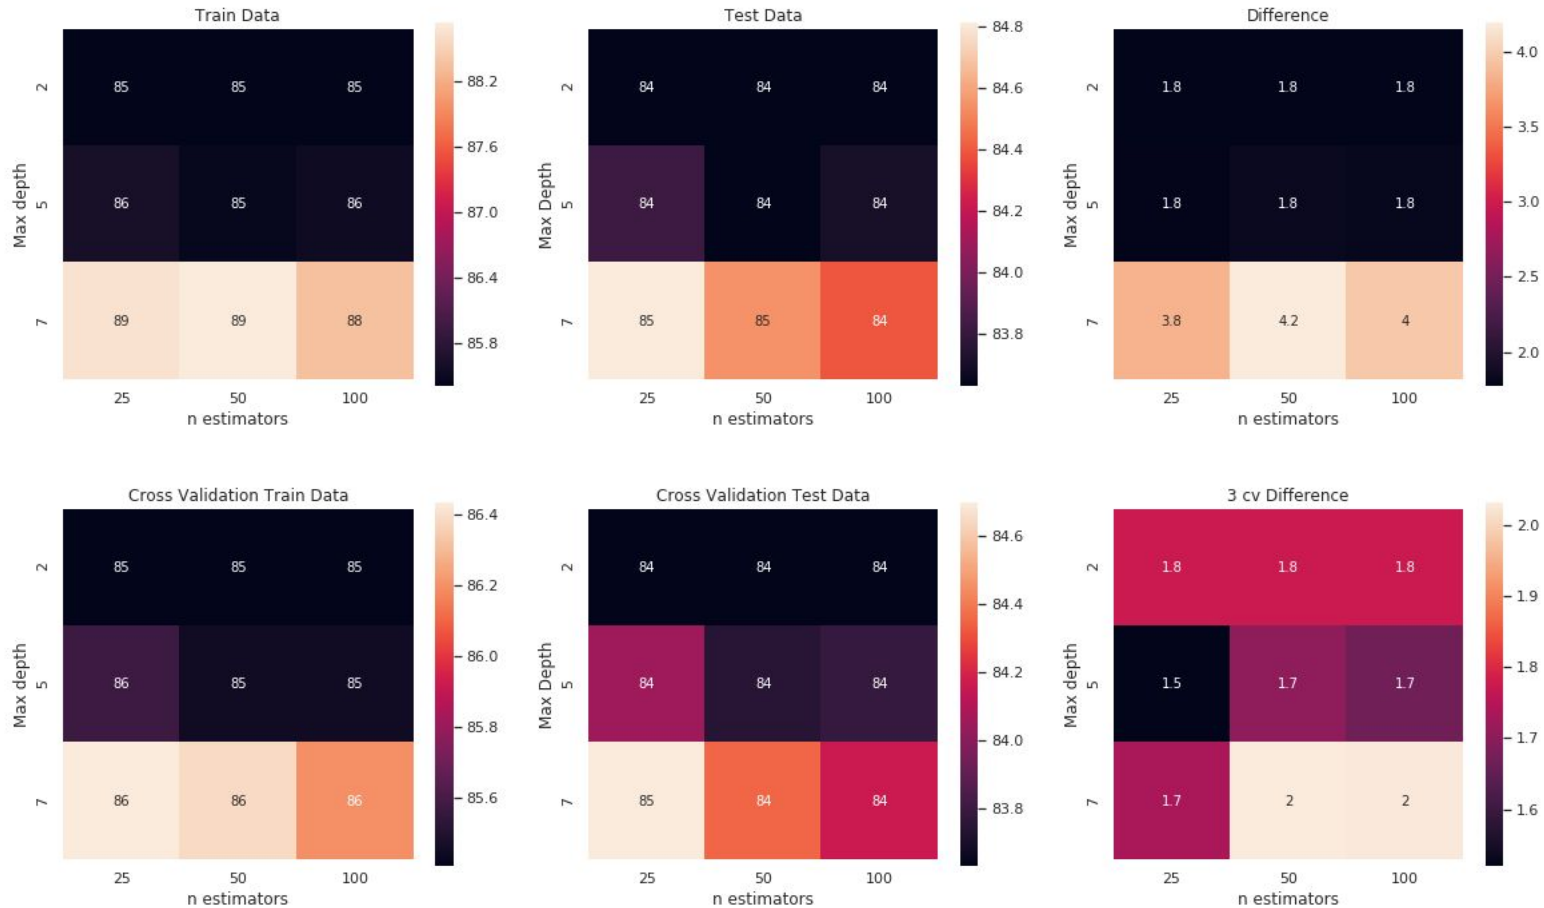 Train Data
2 85 85 85
Max depth
5 86 85 86
7 89 89 88
25 50 100
n estimators
88.2
87.6
87.0
86.4
85.8
Test Data
2 84 84 84
Max Depth
5 84 84 84
7 85 85 84
25 50 100
n estimators
84.8
84.6
84.4
84.2
84.0
83.8
Difference
2 1.8 1.8 1.8
Max depth
5 1.8 1.8 1.8
7 3.8 4.2 4
25 50 100
n estimators
4.0
3.5
3.0
2.5
2.0
Cross Validation Train Data
2 85 85 85
Max depth
5 86 85 85
7 86 86 86
25 50 100
n estimators
86.4
86.2
86.0
85.8
85.6
Cross Validation Test Data
2 84 84 84
Max Depth
5 84 84 84
7 85 84 84
25 50 100
n estimators
84.6
84.4
84.2
84.0
83.8
3 cv Difference
2 1.8 1.8 1.8
Max depth
5 1.5 1.7 1.7
7 1.7 2 2
25 50 100
n estimators
2.0
1.9
1.8
1.7
1.6